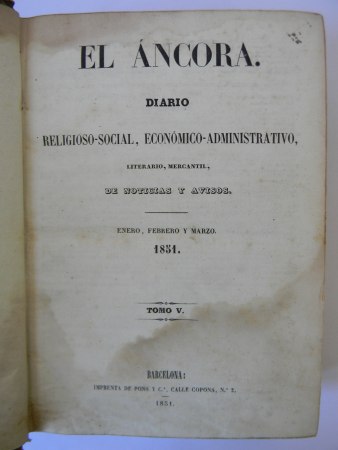 EL ÁNCORA.
DIARIO
RELIGIOSO-SOCIAL, ECONÓMICO-ADMINISTRATIVO,
LITERARIO, MERCANTIL,
DE NOTICIAS Y AVISOS.
ENERO, FEBRERO Y MARZO.
1851.
TOMO V.
BARCELONA:
IMPRENTA DE PONS Y C.ª, CALLE COPONS, N.º 2.
1851.